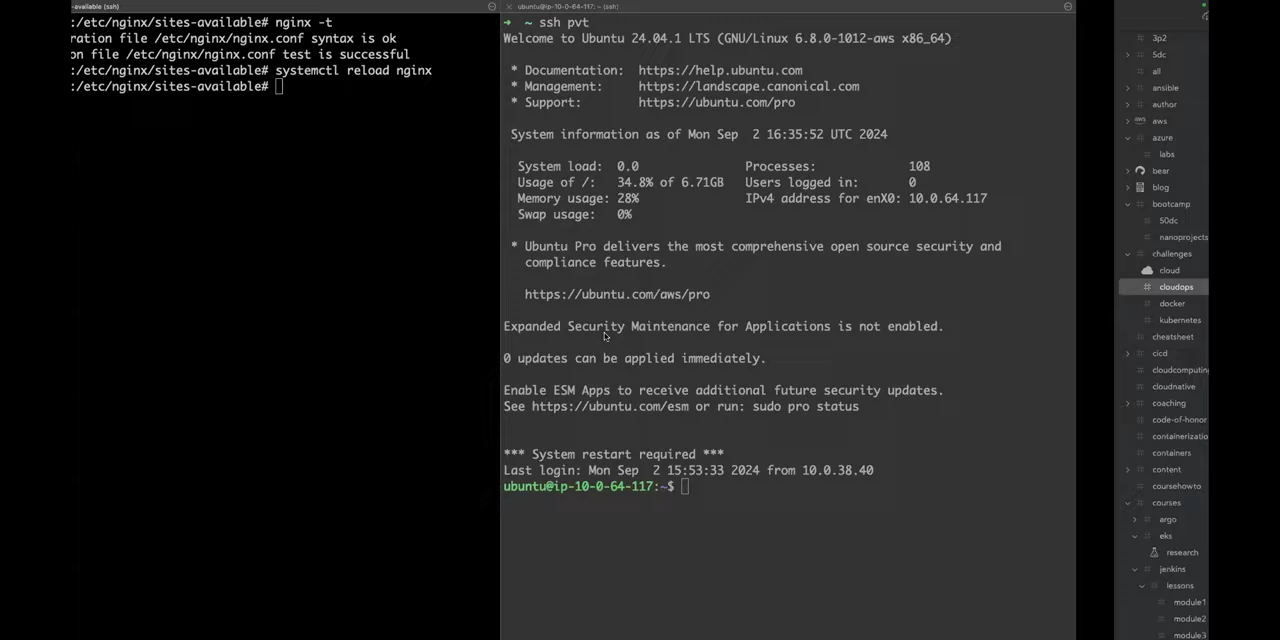 -available (ssh)
:/etc/nginx/sites-available# nginx -t
ration file /etc/nginx/nginx.conf syntax is ok
on file /etc/nginx/nginx.conf test is successful
:/etc/nginx/sites-available# systemctl reload nginx
:/etc/nginx/sites-available#
ubuntu@ip-10-0-64-117: ~ (ssh)
➜ ~ ssh pvt
Welcome to Ubuntu 24.04.1 LTS (GNU/Linux 6.8.0-1012-aws x86_64)
* Documentation: https://help.ubuntu.com
* Management: https://landscape.canonical.com
* Support: https://ubuntu.com/pro
System information as of Mon Sep 2 16:35:52 UTC 2024
System load: 0.0 Processes: 108
Usage of /: 34.8% of 6.71GB Users logged in: 0
Memory usage: 28% IPv4 address for enX0: 10.0.64.117
Swap usage: 0%
* Ubuntu Pro delivers the most comprehensive open source security and
compliance features.
https://ubuntu.com/aws/pro
Expanded Security Maintenance for Applications is not enabled.
0 updates can be applied immediately.
Enable ESM Apps to receive additional future security updates.
See https://ubuntu.com/esm or run: sudo pro status
*** System restart required ***
Last login: Mon Sep 2 15:53:33 2024 from 10.0.38.40
ubuntu@ip-10-0-64-117:~$
3p2
5dc
all
ansible
author
aws aws
azure
labs
bear
blog
bootcamp
50dc
nanoprojects
challenges
cloud
cloudops
docker
kubernetes
cheatsheet
cicd
cloudcomputing
cloudnative
coaching
code-of-honor
containerizatio
containers
content
coursehowto
courses
argo
eks
research
jenkins
lessons
module1
module2
module3